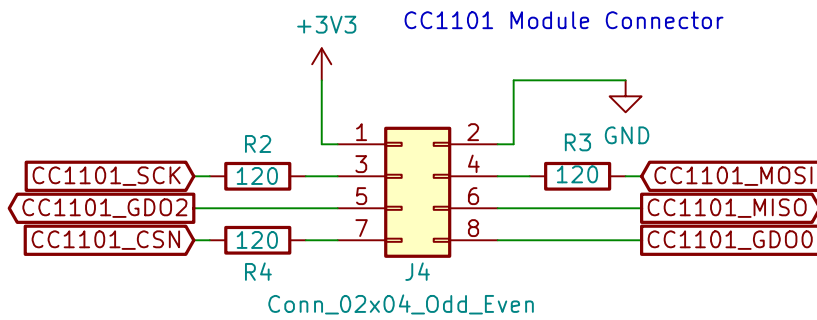 CC1101 Module Connector
+3V3
GND
R2
R3
1
2
CC1101_SCK
120
3
4
120
CC1101_MOSI
CC1101_GDO2
5
6
CC1101_MISO
CC1101_CSN
120
7
8
CC1101_GDO0
R4
J4
Conn_02x04_Odd_Even